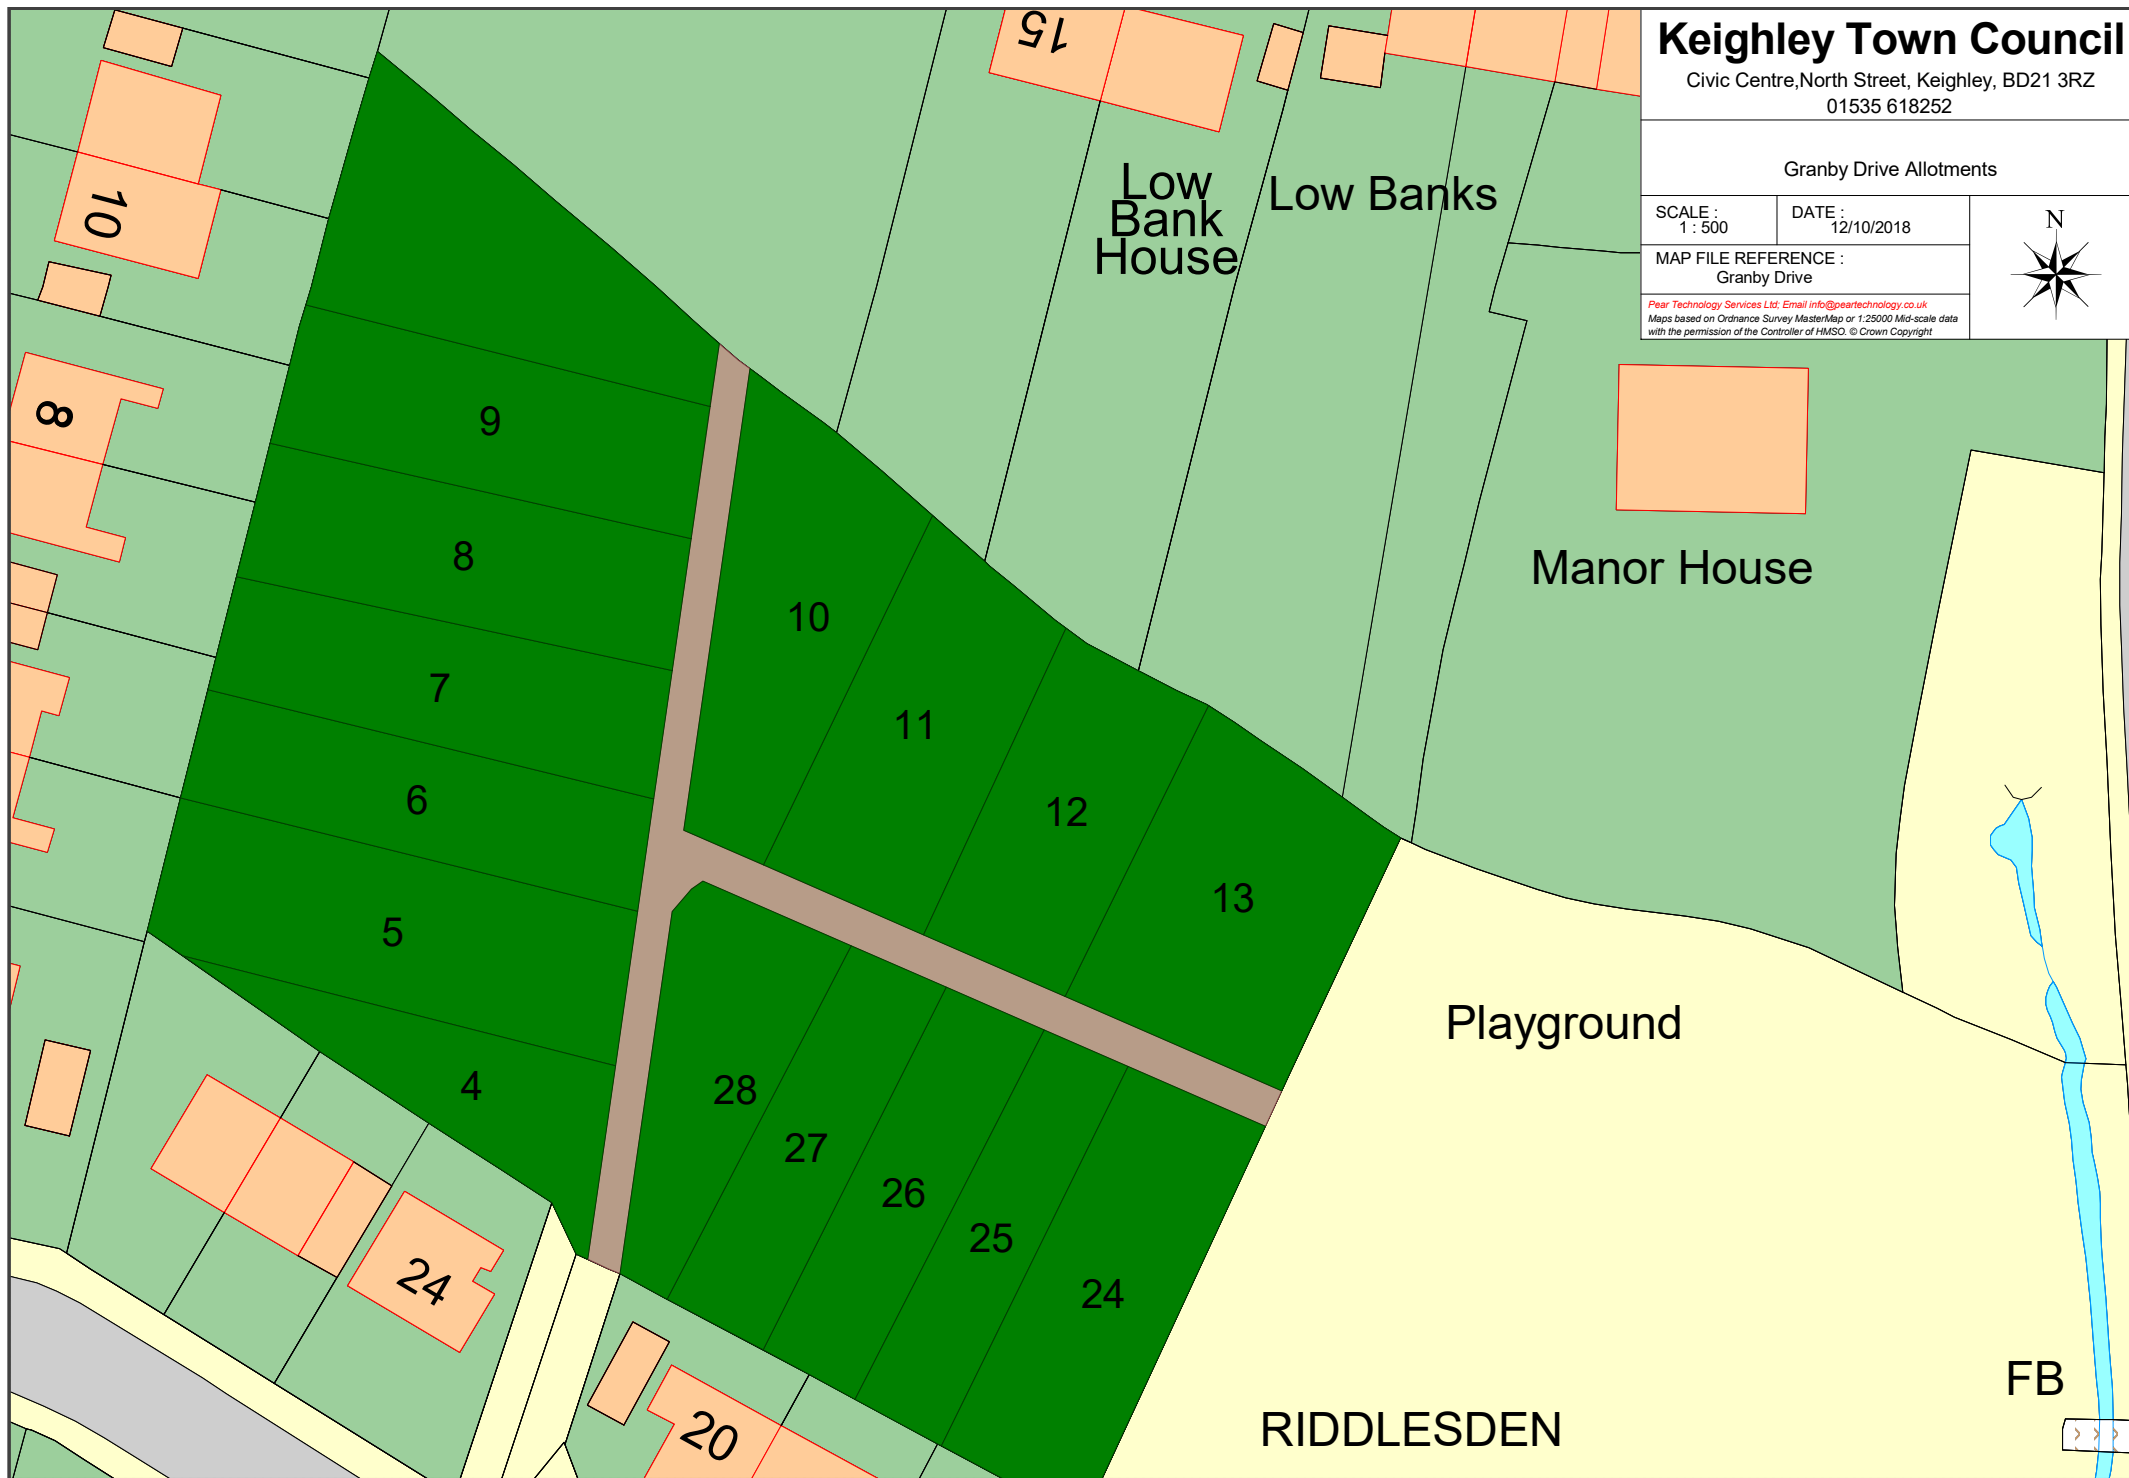 Keighley Town Council
Civic Centre,North Street, Keighley, BD21 3RZ
01535 618252
Granby Drive Allotments
SCALE :
1 : 500
DATE :
12/10/2018
MAP FILE REFERENCE :
Granby Drive
N
Pear Technology Services Ltd; Email info@peartechnology.co.uk
Maps based on Ordnance Survey MasterMap or 1:25000 Mid-scale data
with the permission of the Controller of HMSO. © Crown Copyright
15
10
Low
Bank
House
Low Banks
8
9
8
Manor House
10
7
11
6
12
13
5
Playground
4
28
27
26
25
24
24
20
FB
RIDDLESDEN